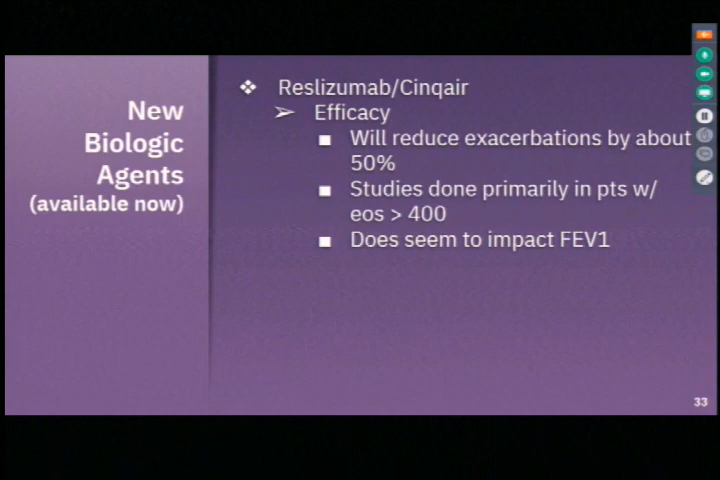 New
Biologic
Agents
(available now)
❖ Reslizumab/Cinqair
➢ Efficacy
■ Will reduce exacerbations by about
50%
■ Studies done primarily in pts w/
eos > 400
■ Does seem to impact FEV1
33